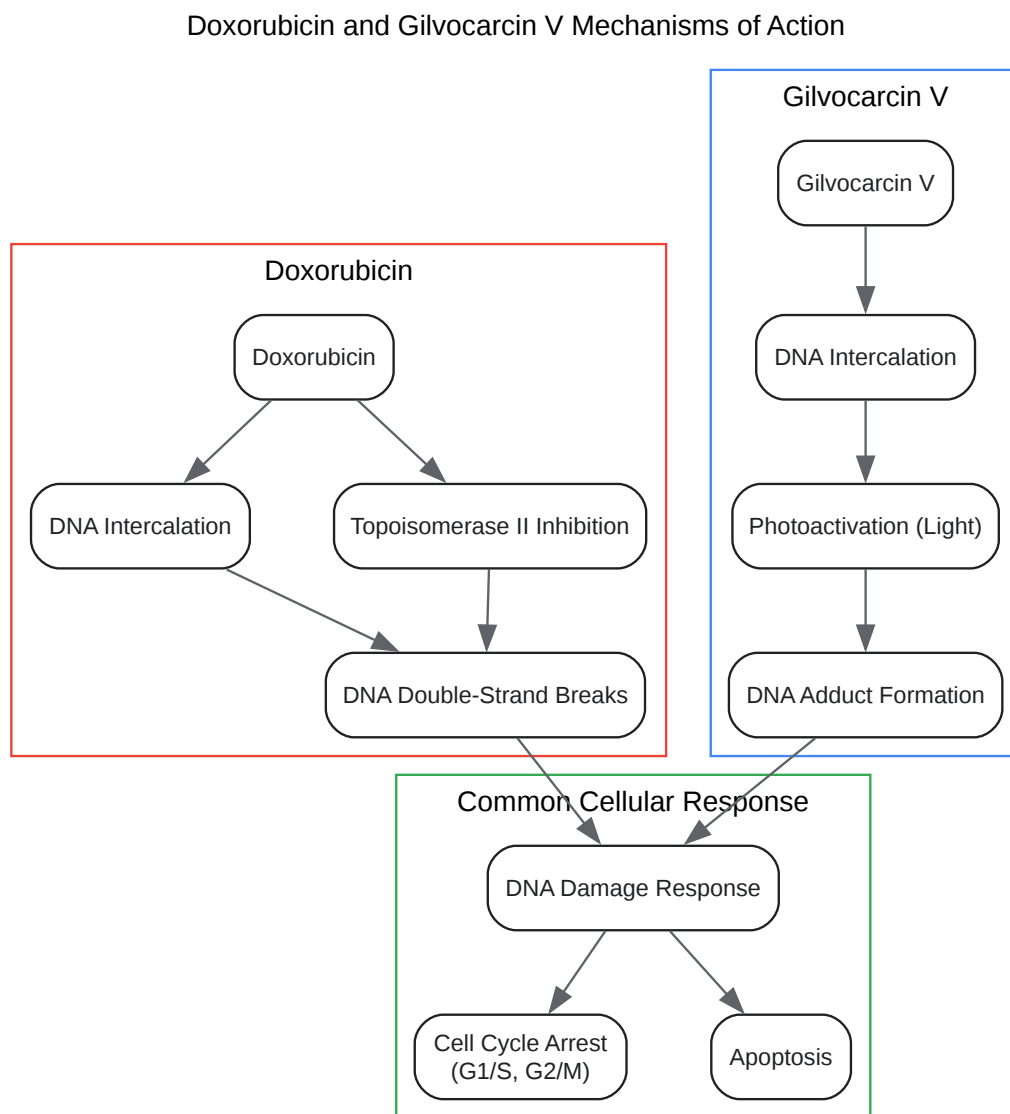 Doxorubicin and Gilvocarcin V Mechanisms of Action
Doxorubicin
Doxorubicin
DNA Intercalation
Topoisomerase II Inhibition
DNA Double-Strand Breaks
Gilvocarcin V
Gilvocarcin V
DNA Intercalation
Photoactivation (Light)
DNA Adduct Formation
Common Cellular Response
DNA Damage Response
Cell Cycle Arrest
(G1/S, G2/M)
Apoptosis